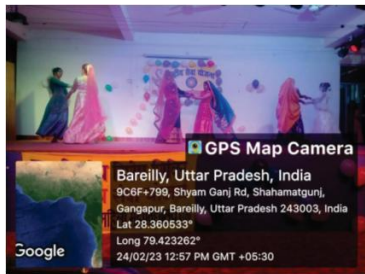 GPS Map Camera
Bareilly, Uttar Pradesh, India
9C6F+799, Shyam Ganj Rd, Shahamatgunj,
Gangapur, Bareilly, Uttar Pradesh 243003, India
Lat 28.360533°
Long 79.423262°
24/02/23 12:57 PM GMT +05:30
Google